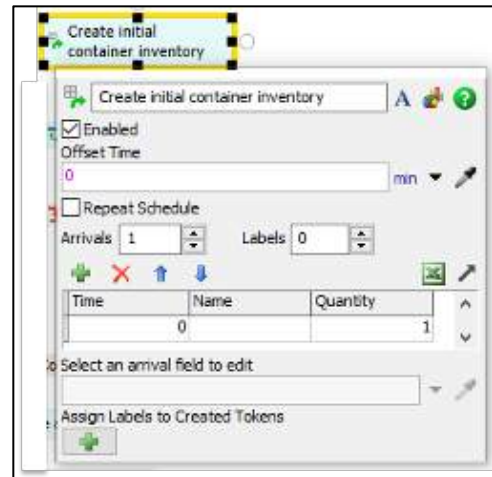 Create initial
container inventory
Create initial container inventory
A
?
Enabled
Offset Time
0
min
Repeat Schedule
Arrivals 1 Labels 0
Time Name Quantity
0 1
Select an arrival field to edit
Assign Labels to Created Tokens